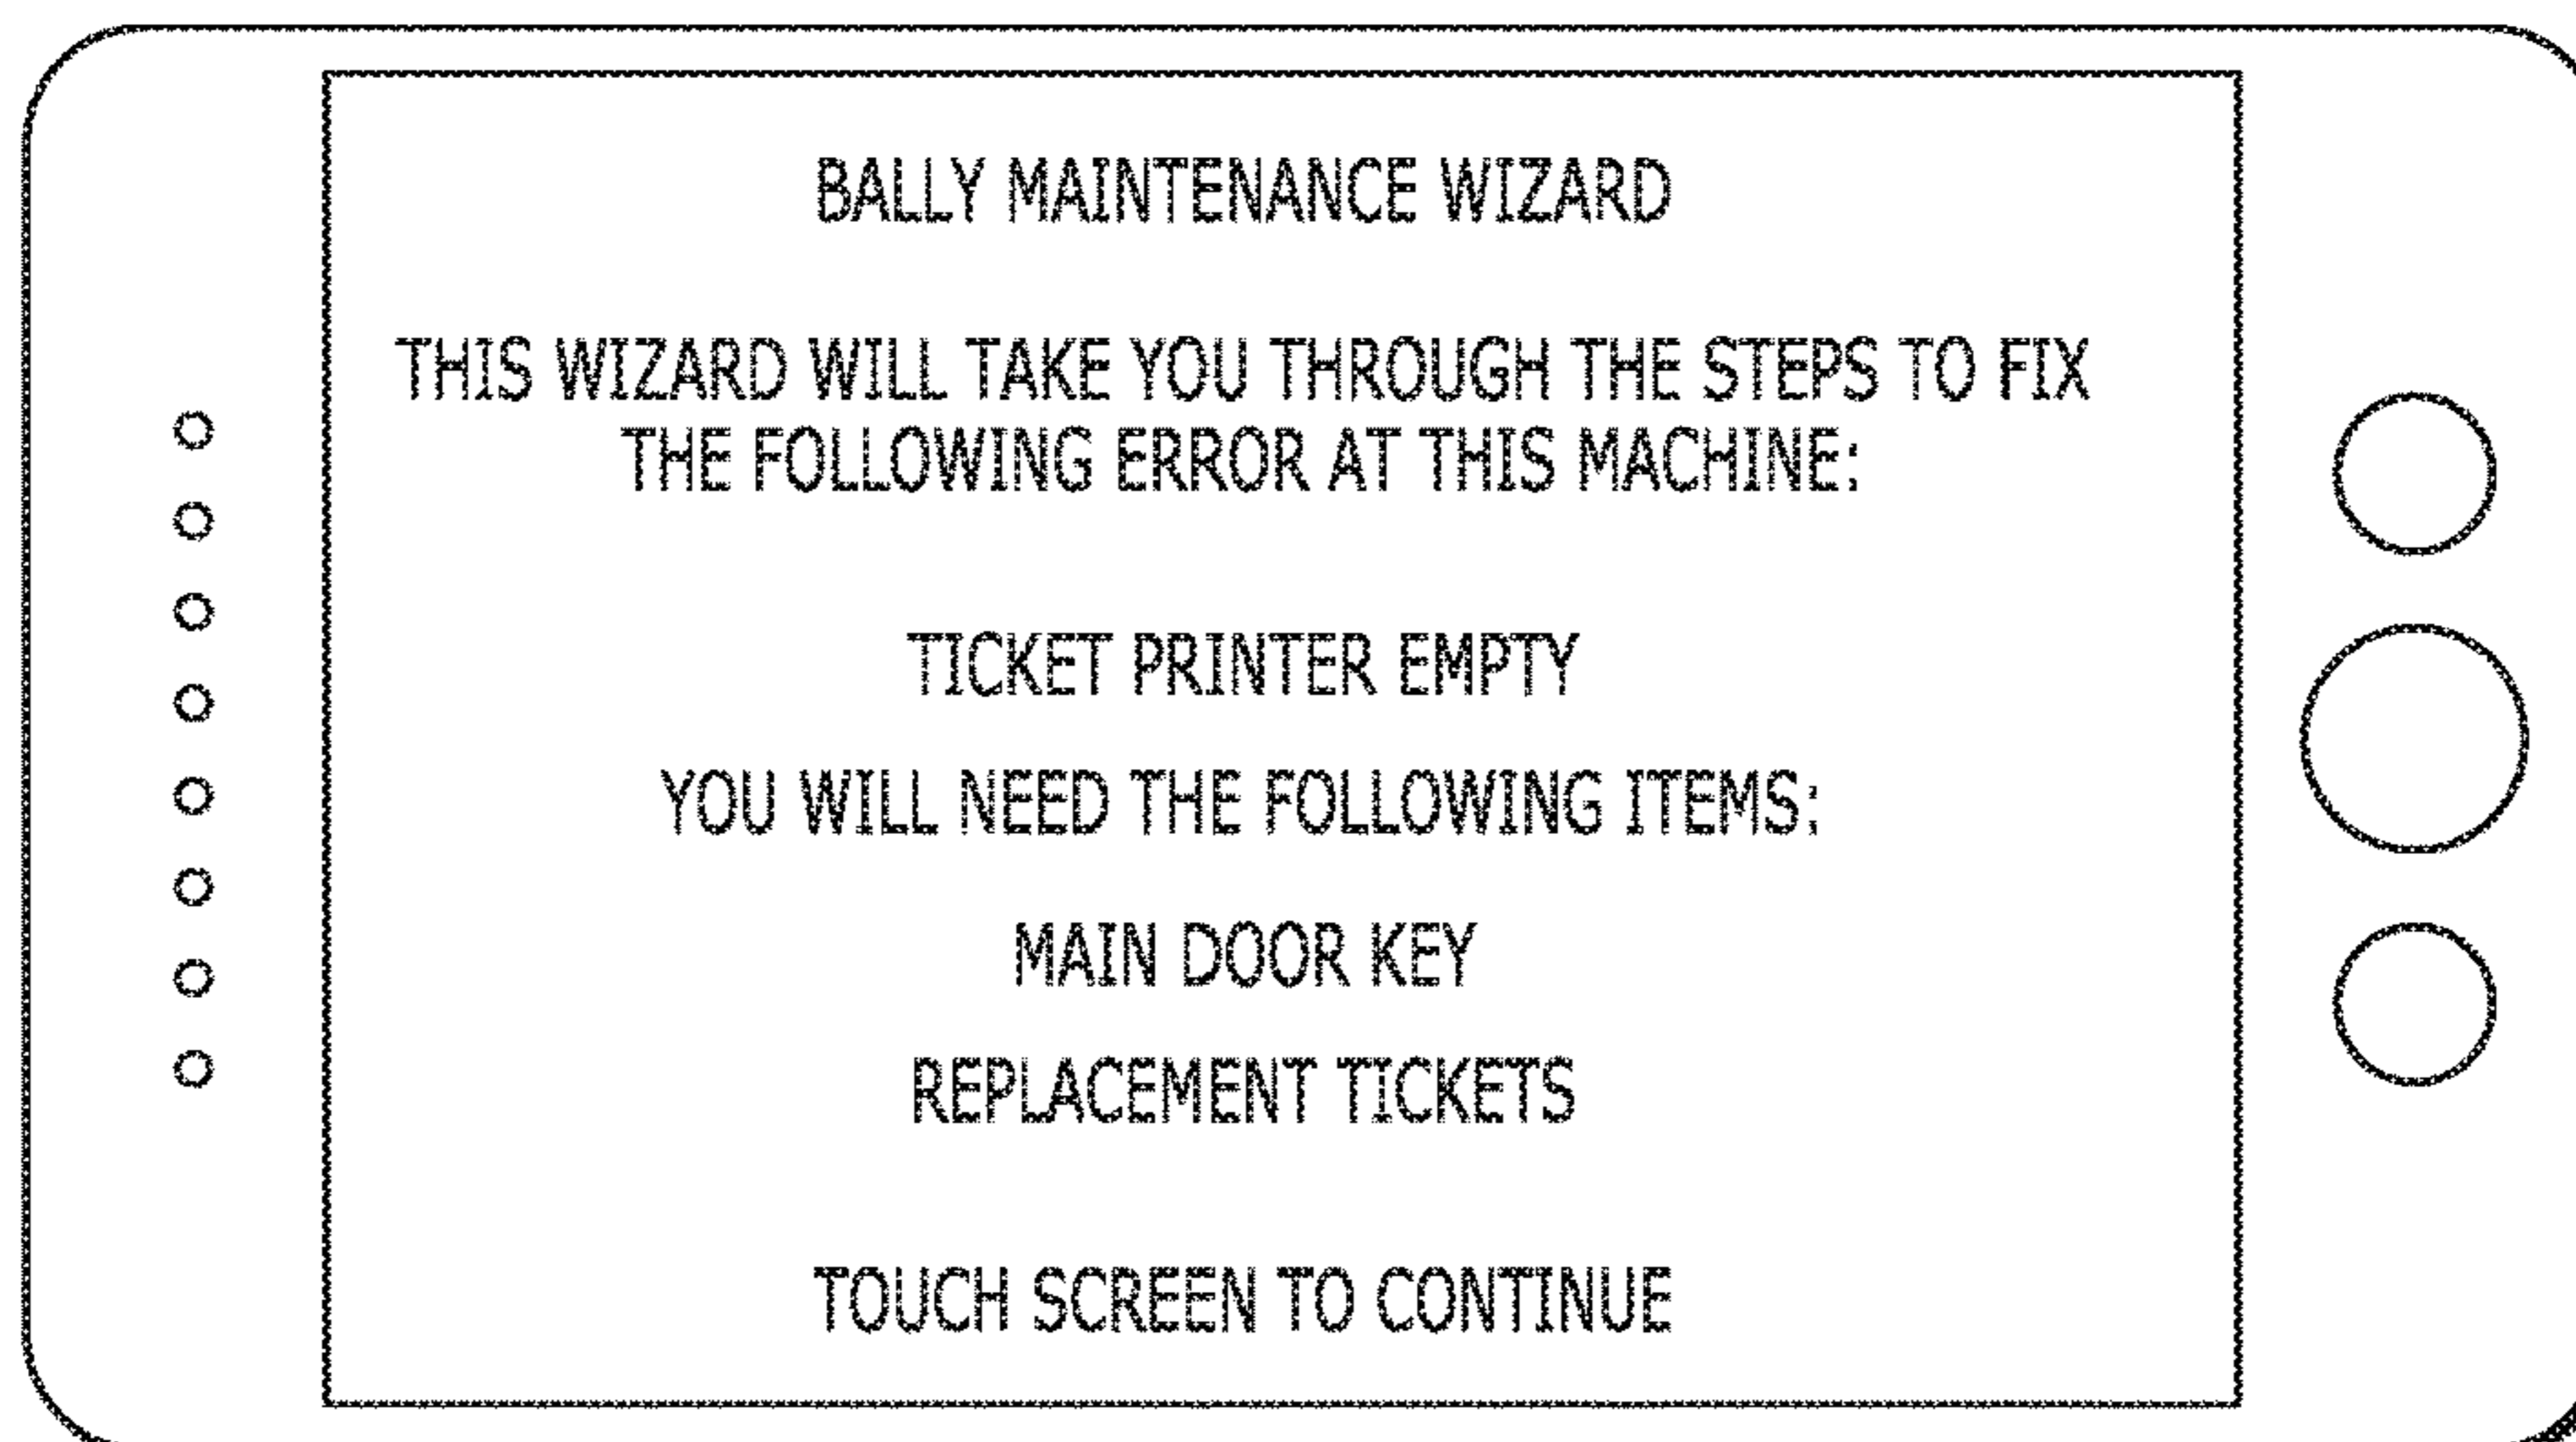 BALLY MAINTENANCE WIZARD
THIS WIZARD WILL TAKE YOU THROUGH THE STEPS TO FIX
THE FOLLOWING ERROR AT THIS MACHINE:
TICKET PRINTER EMPTY
YOU WILL NEED THE FOLLOWING ITEMS:
MAIN DOOR KEY
REPLACEMENT TICKETS
TOUCH SCREEN TO CONTINUE